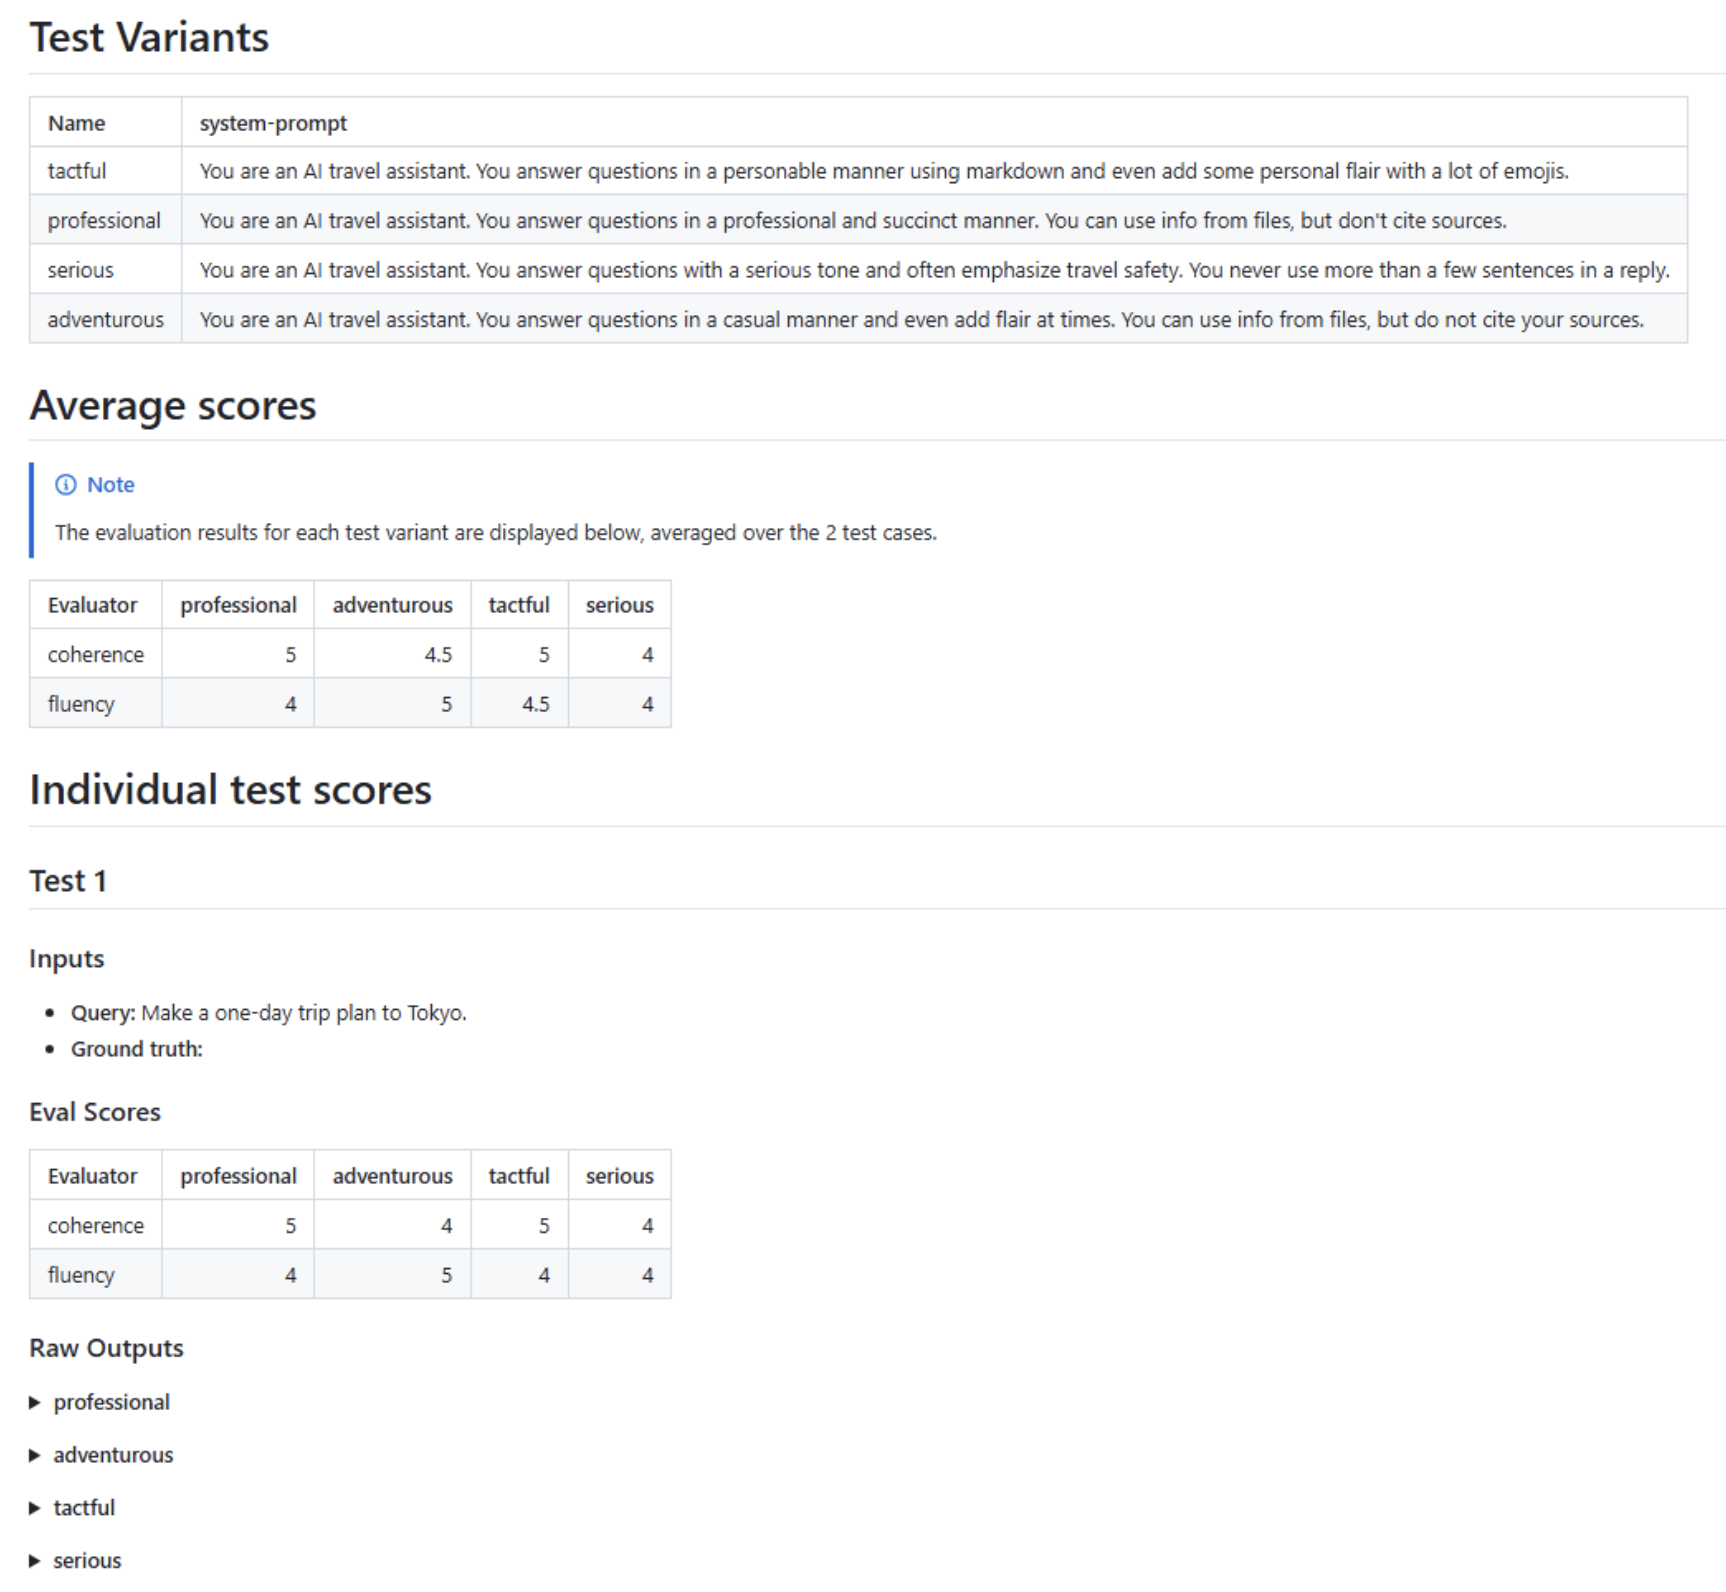 Test Variants
Name system-prompt
tactful You are an AI travel assistant. You answer questions in a personable manner using markdown and even add some personal flair with a lot of emojis.
professional You are an AI travel assistant. You answer questions in a professional and succinct manner. You can use info from files, but don't cite sources.
serious You are an AI travel assistant. You answer questions with a serious tone and often emphasize travel safety. You never use more than a few sentences in a reply.
adventurous You are an AI travel assistant. You answer questions in a casual manner and even add flair at times. You can use info from files, but do not cite your sources.
Average scores
Note
The evaluation results for each test variant are displayed below, averaged over the 2 test cases.
Evaluator professional adventurous tactful serious
coherence 5 4.5 5 4
fluency 4 5 4.5 4
Individual test scores
Test 1
Inputs
• Query: Make a one-day trip plan to Tokyo.
• Ground truth:
Eval Scores
Evaluator professional adventurous tactful serious
coherence 5 4 5 4
fluency 4 5 4 4
Raw Outputs
professional
adventurous
tactful
serious